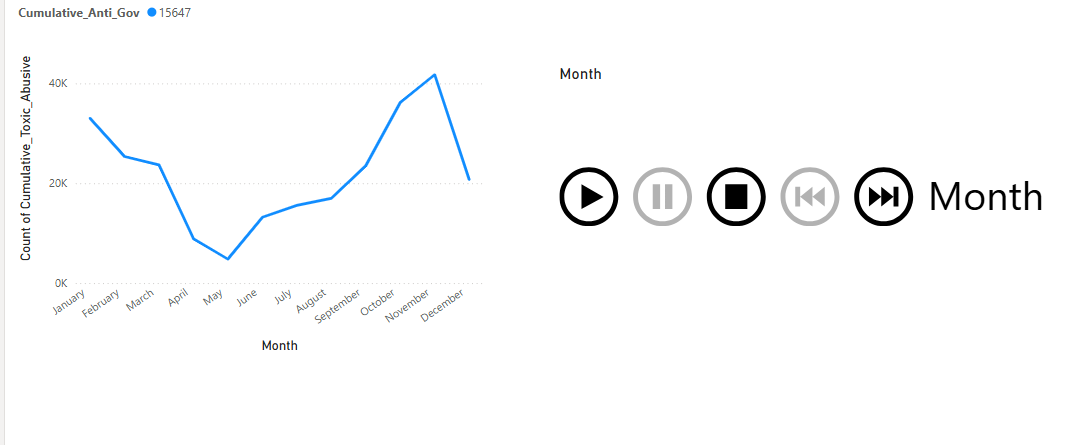 Cumulative_Anti_Gov 15647
Count of Cumulative_Toxic_Abusive
40K
20K
0K
January
February
March
April
May
June
July
August
September
October
November
December
Month
Month
Month